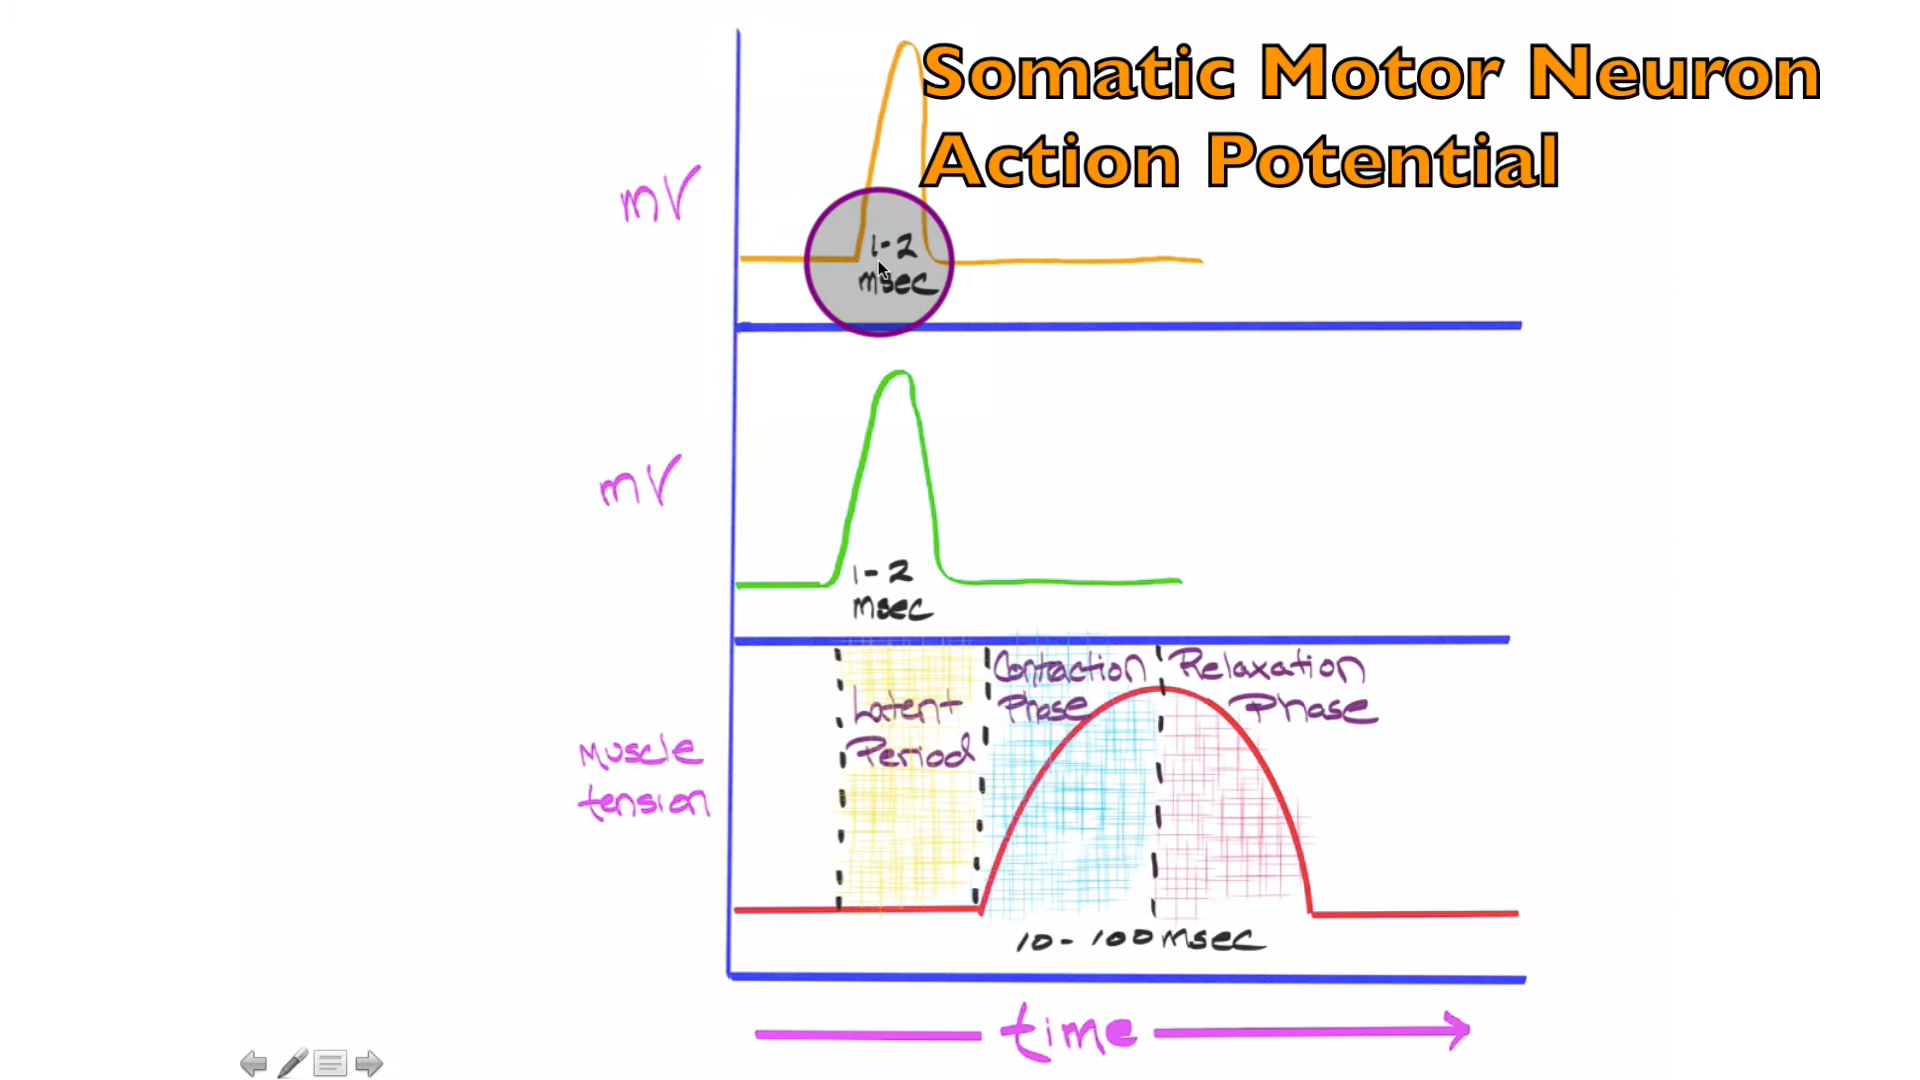 Somatic Motor Neuron
Action Potential
mV
1-2
msec
mV
1-2
msec
Contraction
Phase
Relaxation
Phase
Latent
Period
Muscle
tension
10-100 msec
time